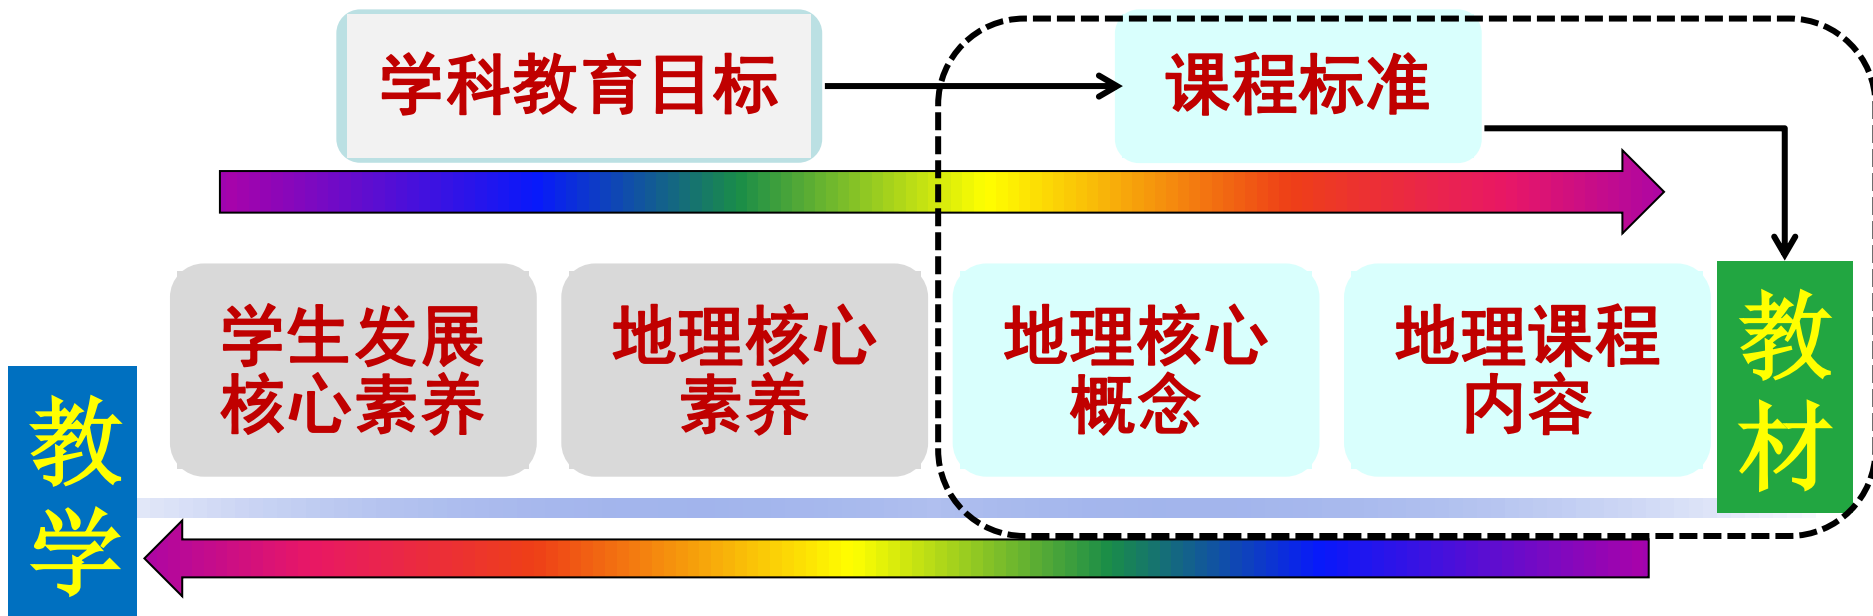 学科教育目标
课程标准
学生发展
核心素养
地理核心
素养
地理核心
概念
地理课程
内容
教材
教学